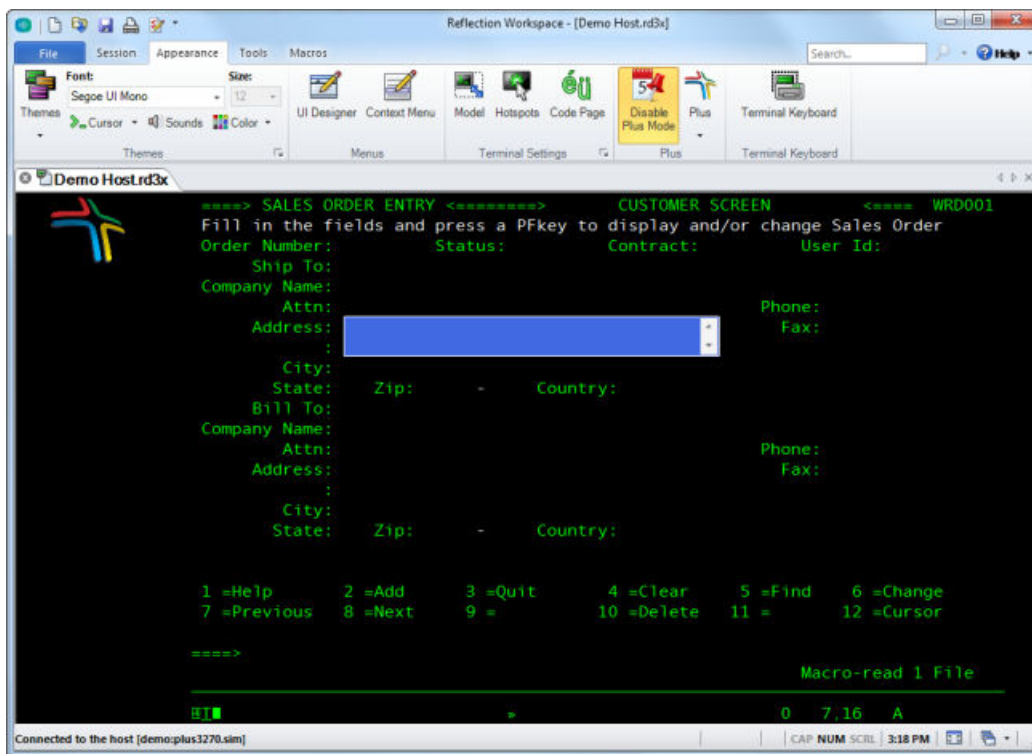 Reflection Workspace - [Demo Host.rd3x]
File Session Appearance Tools Macros Search... Help
Font: Size:
Segoe UI Mono 12
Themes Cursor Sounds Color UI Designer Context Menu Model Hotspots Code Page Disable Plus Mode Plus Terminal Keyboard
Themes Menus Terminal Settings Plus Terminal Keyboard
Demo Host.rd3x
====> SALES ORDER ENTRY <========> CUSTOMER SCREEN <==== WRD001
Fill in the fields and press a PFkey to display and/or change Sales Order
Order Number: Status: Contract: User Id:
Ship To:
Company Name:
Attn: Phone:
Address: Fax:
:
City:
State: Zip: - Country:
Bill To:
Company Name:
Attn: Phone:
Address: Fax:
:
City:
State: Zip: - Country:
1 =Help 2 =Add 3 =Quit 4 =Clear 5 =Find 6 =Change
7 =Previous 8 =Next 9 = 10 =Delete 11 = 12 =Cursor
====>
Macro-read 1 File
0 7,16 A
Connected to the host [demo:plus3270.sim] CAP NUM SCRL 3:18 PM